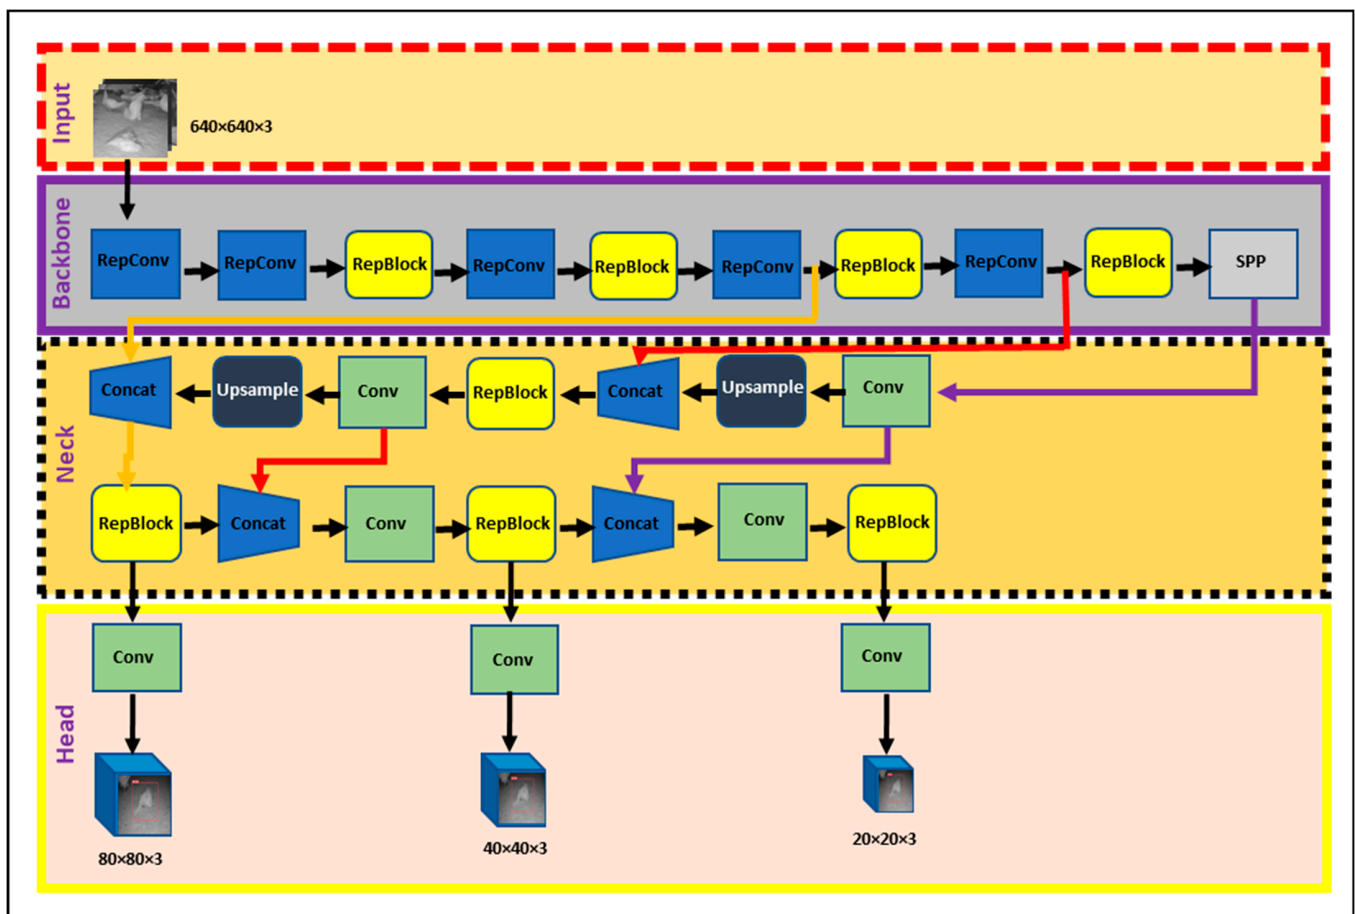 Input
640×640×3
Backbone
RepConv
RepConv
RepBlock
RepConv
RepBlock
RepConv
RepBlock
RepConv
RepBlock
SPP
Neck
Concat
Upsample
Conv
RepBlock
Concat
Upsample
Conv
RepBlock
Concat
Conv
RepBlock
Concat
Conv
RepBlock
Head
Conv
Conv
Conv
80×80×3
40×40×3
20×20×3